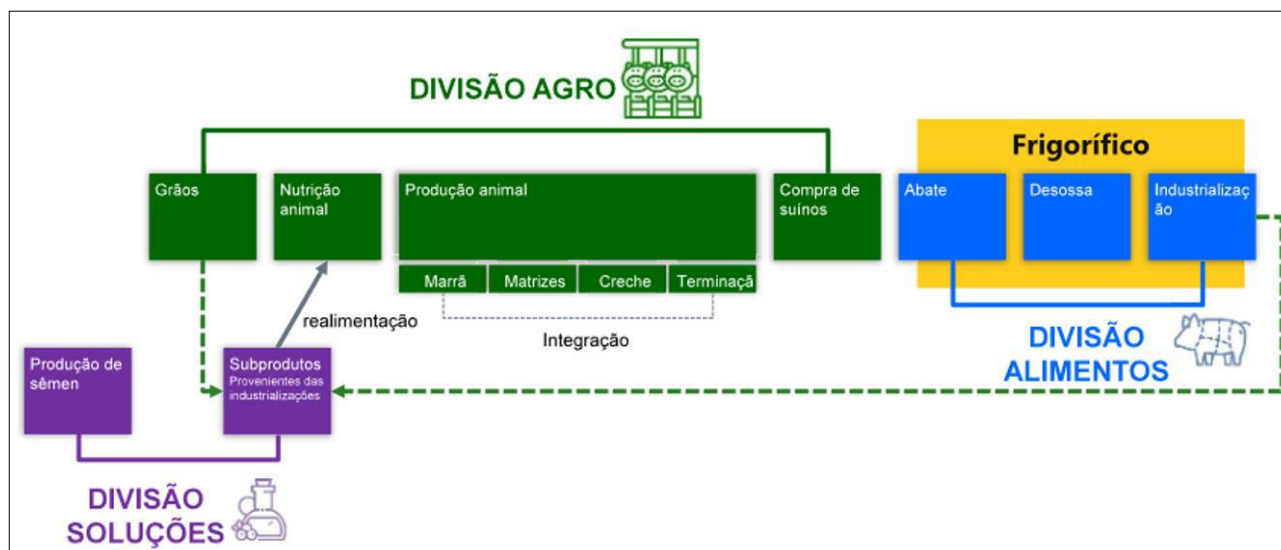 DIVISÃO AGRO
Frigorífico
Grãos
Nutrição
animal
Produção animal
Compra de
suínos
Abate
Desossa
Industrializaç
ão
Marrã
Matrizes
Creche
Terminaçã
realimentação
Integração
Produção de
sêmen
Subprodutos
Provenientes das
industrializações
DIVISÃO
ALIMENTOS
DIVISÃO
SOLUÇÕES